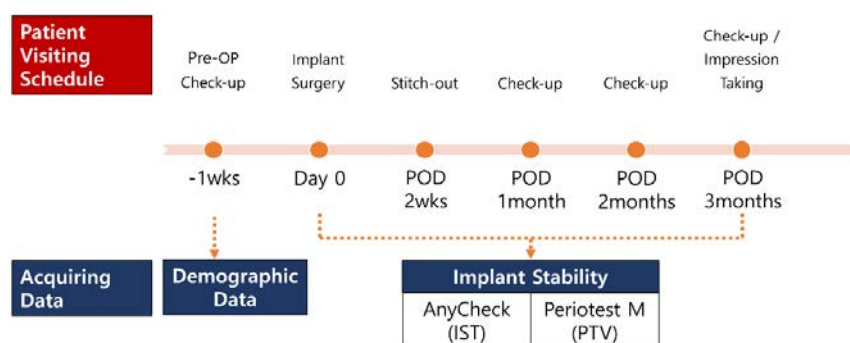 Patient
Visiting
Schedule
Pre-OP
Check-up
Implant
Surgery
Stitch-out
Check-up
Check-up
Check-up /
Impression
Taking
-1wks
Day 0
POD
2wks
POD
1month
POD
2months
POD
3months
Acquiring
Data
Demographic
Data
Implant Stability
AnyCheck
(IST)
Periotest M
(PTV)